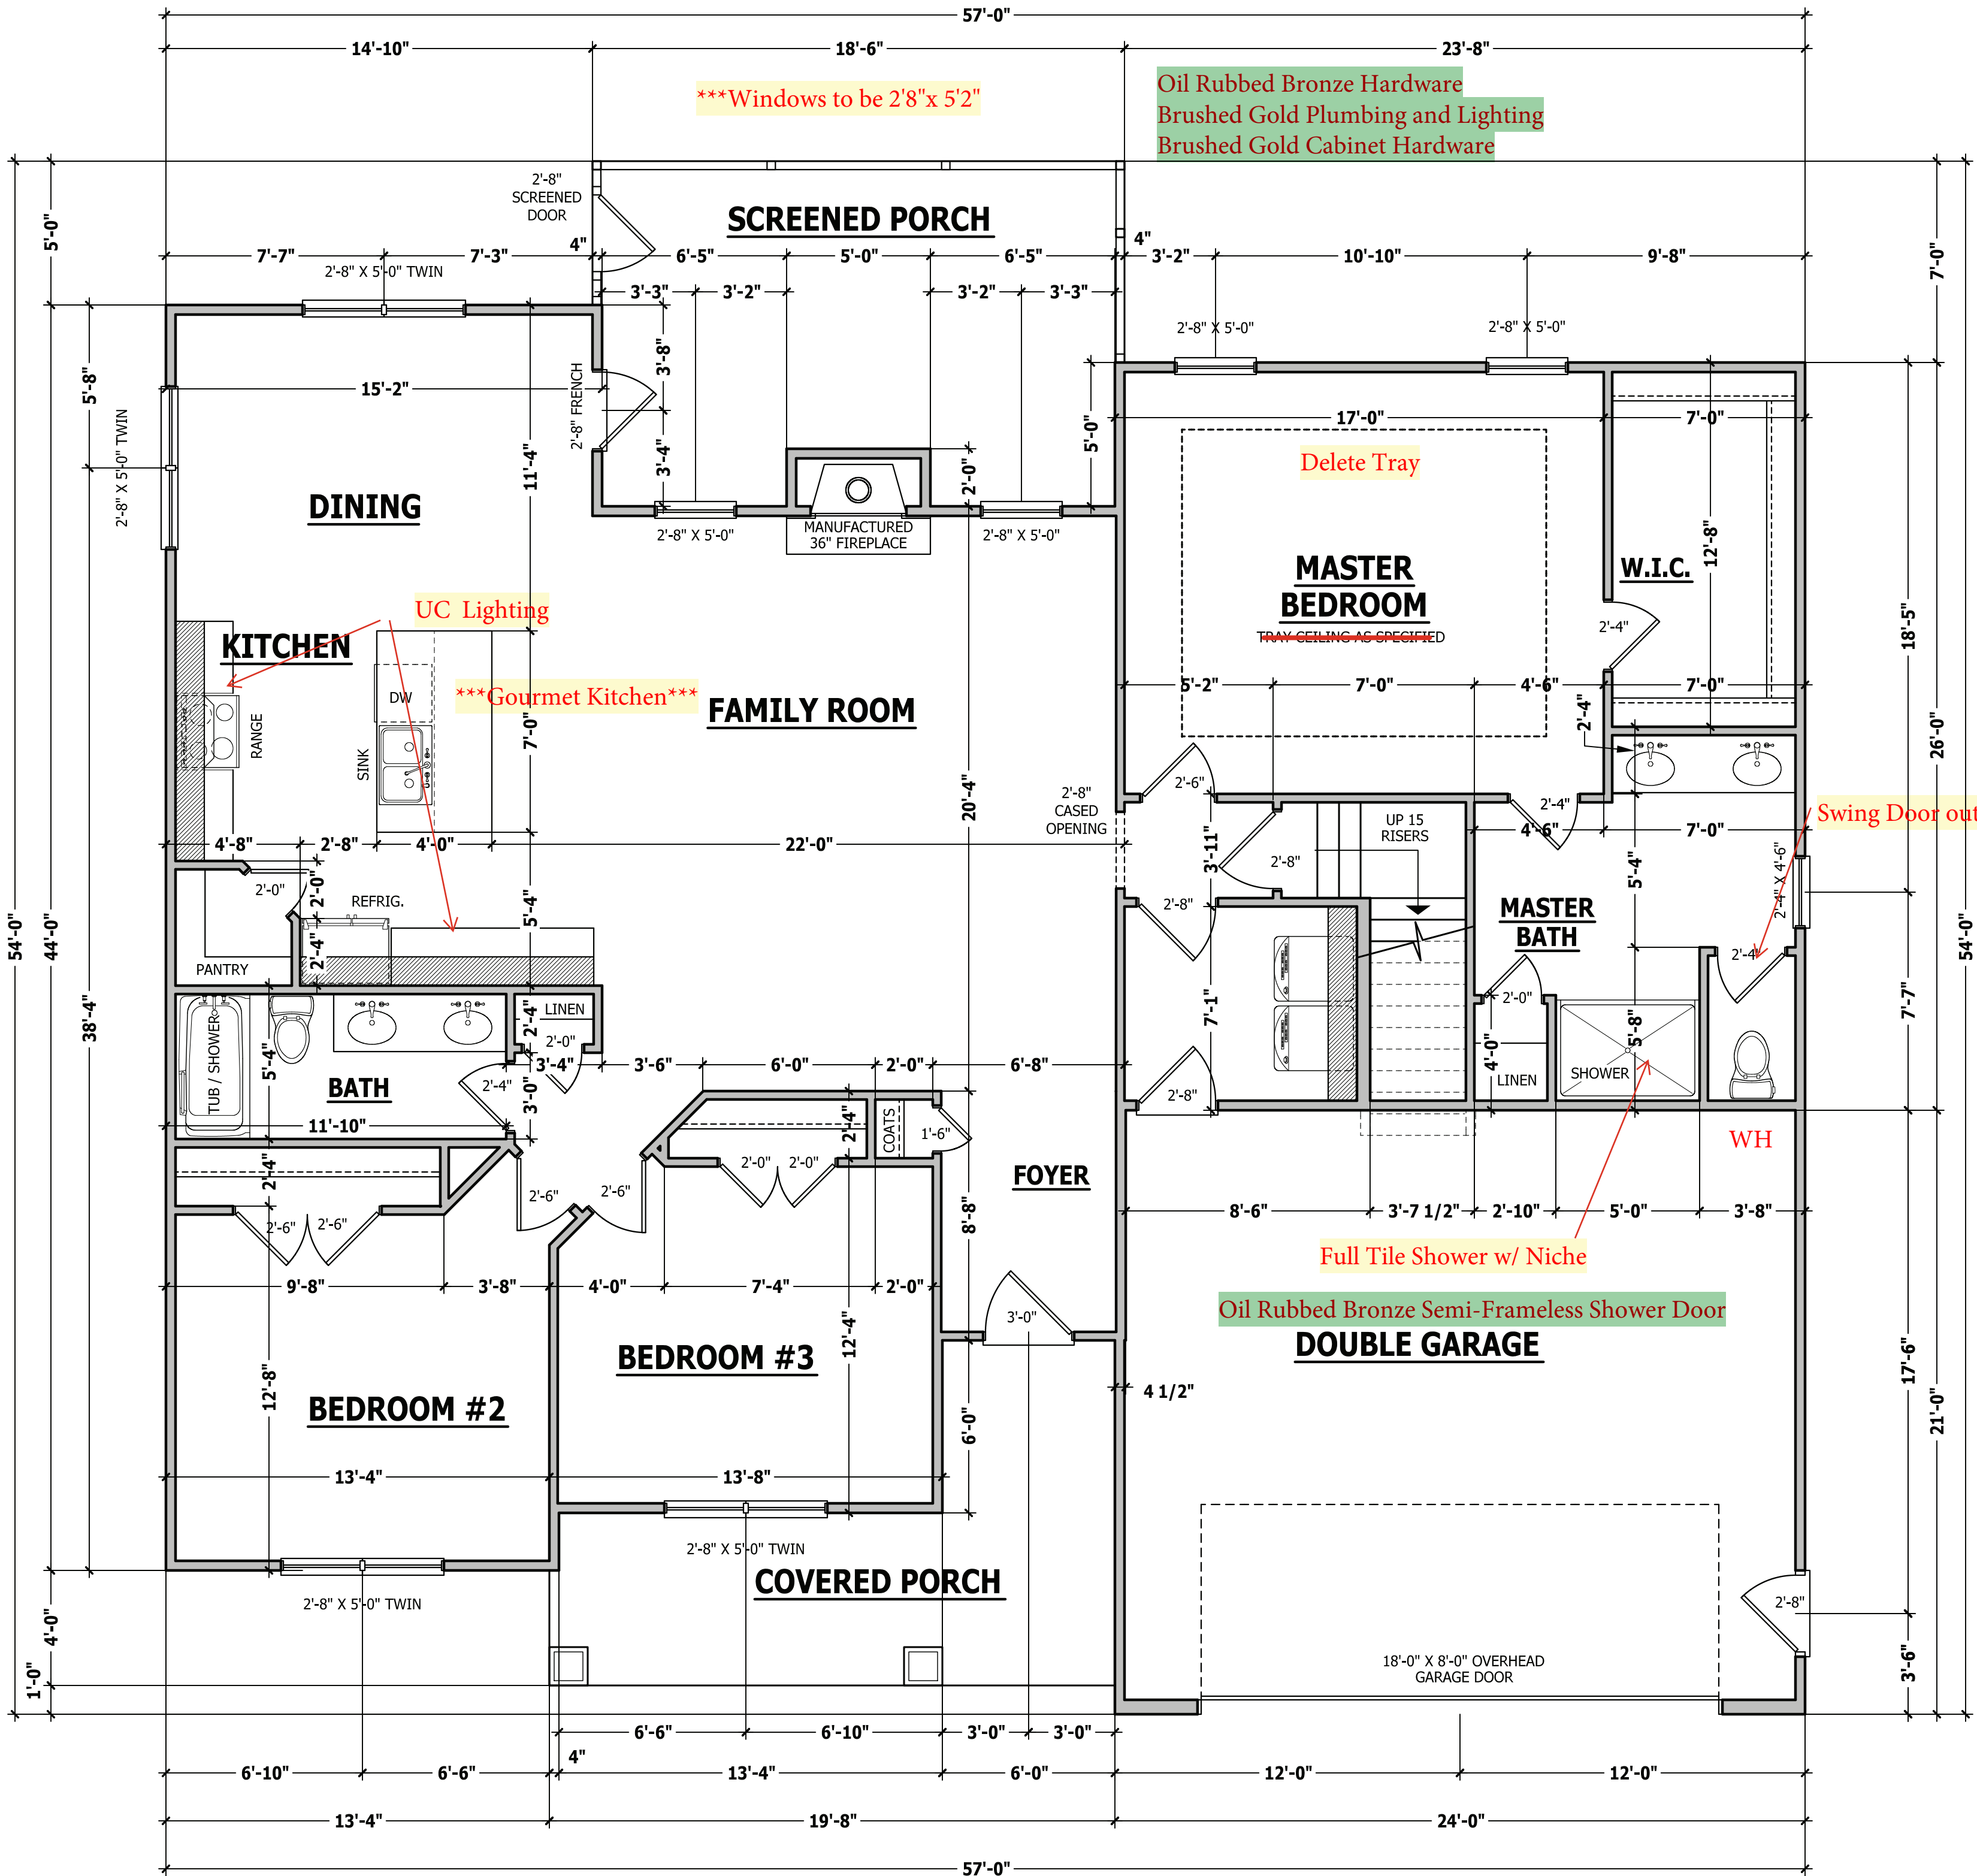 57'-0"
14'-10"
18'-6"
23'-8"
***Windows to be 2'8"x 5'2"
Oil Rubbed Bronze Hardware
Brushed Gold Plumbing and Lighting
Brushed Gold Cabinet Hardware
2'-8"
SCREENED
DOOR
SCREENED PORCH
5'-0"
7'-0"
7'-7"
7'-3"
4"
6'-5"
5'-0"
6'-5"
4"
3'-2"
10'-10"
9'-8"
2'-8" X 5'-0" TWIN
3'-3"
3'-2"
3'-2"
3'-3"
2'-8" X 5'-0"
2'-8" X 5'-0"
5'-8"
3'-8"
15'-2"
2'-8" FRENCH
2'-8" X 5'-0" TWIN
11'-4"
3'-4"
2'-0"
5'-0"
17'-0"
7'-0"
Delete Tray
DINING
2'-8" X 5'-0"
MANUFACTURED
36" FIREPLACE
2'-8" X 5'-0"
12'-8"
MASTER
BEDROOM
TRAY CEILING AS SPECIFIED
W.I.C.
2'-4"
18'-5"
UC Lighting
KITCHEN
DW
***Gourmet Kitchen***
FAMILY ROOM
RANGE
SINK
7'-0"
5'-2"
7'-0"
4'-6"
7'-0"
2'-4"
26'-0"
20'-4"
2'-8"
CASED
OPENING
2'-6"
2'-4"
UP 15
RISERS
Swing Door out
4'-8"
2'-8"
4'-0"
22'-0"
3'-11"
2'-8"
4'-6"
7'-0"
5'-4"
2'-4" X 4'-6"
2'-0"
2'-0"
REFRIG.
5'-4"
2'-8"
MASTER
BATH
54'-0"
44'-0"
54'-0"
2'-4"
PANTRY
2'-4"
38'-4"
LINEN
2'-4"
2'-0"
2'-0"
7'-1"
7'-7"
TUB / SHOWER
5'-4"
BATH
2'-4"
3'-4"
3'-6"
6'-0"
2'-0"
6'-8"
5'-8"
4'-0"
LINEN
SHOWER
3'-0"
2'-8"
11'-10"
2'-4"
COATS
1'-6"
WH
2'-4"
2'-0"
2'-0"
FOYER
2'-6"
2'-6"
2'-6"
2'-6"
8'-8"
8'-6"
3'-7 1/2"
2'-10"
5'-0"
3'-8"
Full Tile Shower w/ Niche
9'-8"
3'-8"
4'-0"
7'-4"
2'-0"
3'-0"
Oil Rubbed Bronze Semi-Frameless Shower Door
DOUBLE GARAGE
12'-4"
BEDROOM #3
17'-6"
12'-8"
BEDROOM #2
4 1/2"
6'-0"
21'-0"
13'-4"
13'-8"
2'-8" X 5'-0" TWIN
COVERED PORCH
2'-8" X 5'-0" TWIN
2'-8"
4'-0"
18'-0" X 8'-0" OVERHEAD
GARAGE DOOR
3'-6"
1'-0"
6'-6"
6'-10"
3'-0"
3'-0"
4"
6'-10"
6'-6"
13'-4"
6'-0"
12'-0"
12'-0"
13'-4"
19'-8"
24'-0"
57'-0"